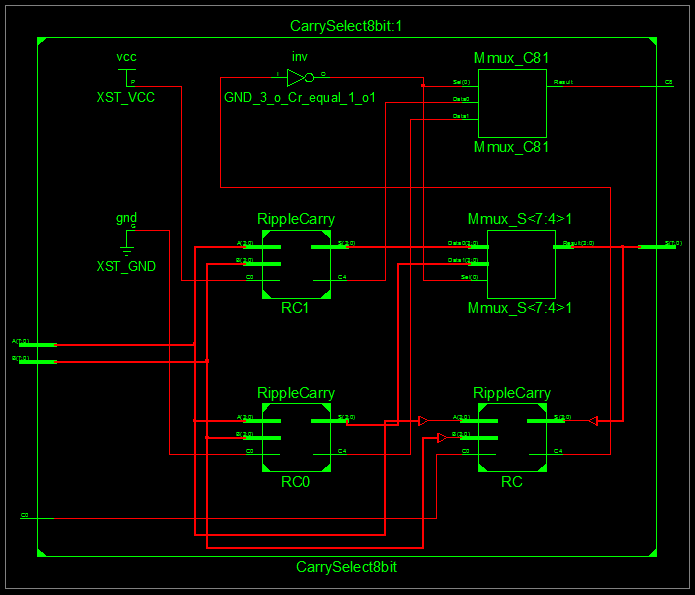 CarrySelect8bit:1
vcc
P
XST_VCC
inv
I
O
GND_3_o_Cr_equal_1_o1
Mmux_C81
Sel(0)
Data0
Data1
Result
C8
Mmux_C81
gnd
G
XST_GND
RippleCarry
A(3:0)
B(3:0)
C0
S(3:0)
C4
RC1
Mmux_S<7:4>1
Data0(3:0)
Data1(3:0)
Sel(0)
Result(3:0)
S(7:0)
Mmux_S<7:4>1
A(7:0)
B(7:0)
RippleCarry
A(3:0)
B(3:0)
C0
S(3:0)
C4
RC0
RippleCarry
A(3:0)
B(3:0)
C0
S(3:0)
C4
RC
C0
CarrySelect8bit